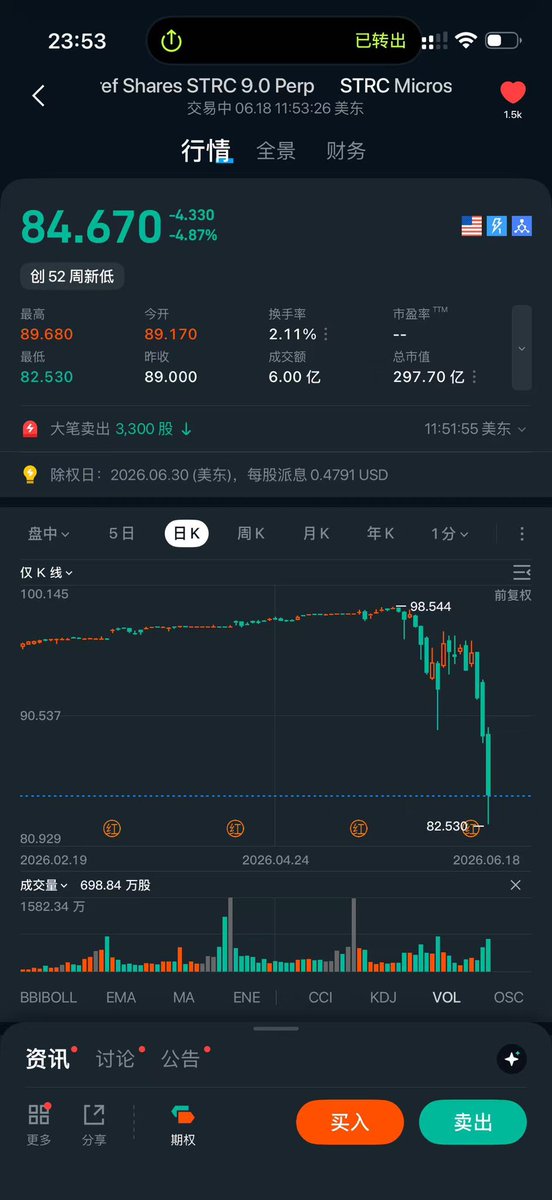 23:53
已转出
ef Shares STRC 9.0 Perp STRC Micros
交易中 06.18 11:53:26 美东
1.5k
行情 全景 财务
84.670
-4.330
-4.87%
创 52 周新低
最高 今开 换手率 市盈率TTM
89.680 89.170 2.11% --
最低 昨收 成交额 总市值
82.530 89.000 6.00 亿 297.70 亿
大笔卖出 3,300 股 ↓ 11:51:55 美东
除权日：2026.06.30 (美东)，每股派息 0.4791 USD
盘中 5日 日K 周K 月K 年K 1分
仅 K 线
100.145
前复权
98.544
90.537
82.530
红 红 红 红
80.929
2026.02.19 2026.04.24 2026.06.18
成交量 698.84 万股
1582.34 万
BBIBOLL EMA MA ENE CCI KDJ VOL OSC
资讯 讨论 公告
更多 分享 期权 买入 卖出